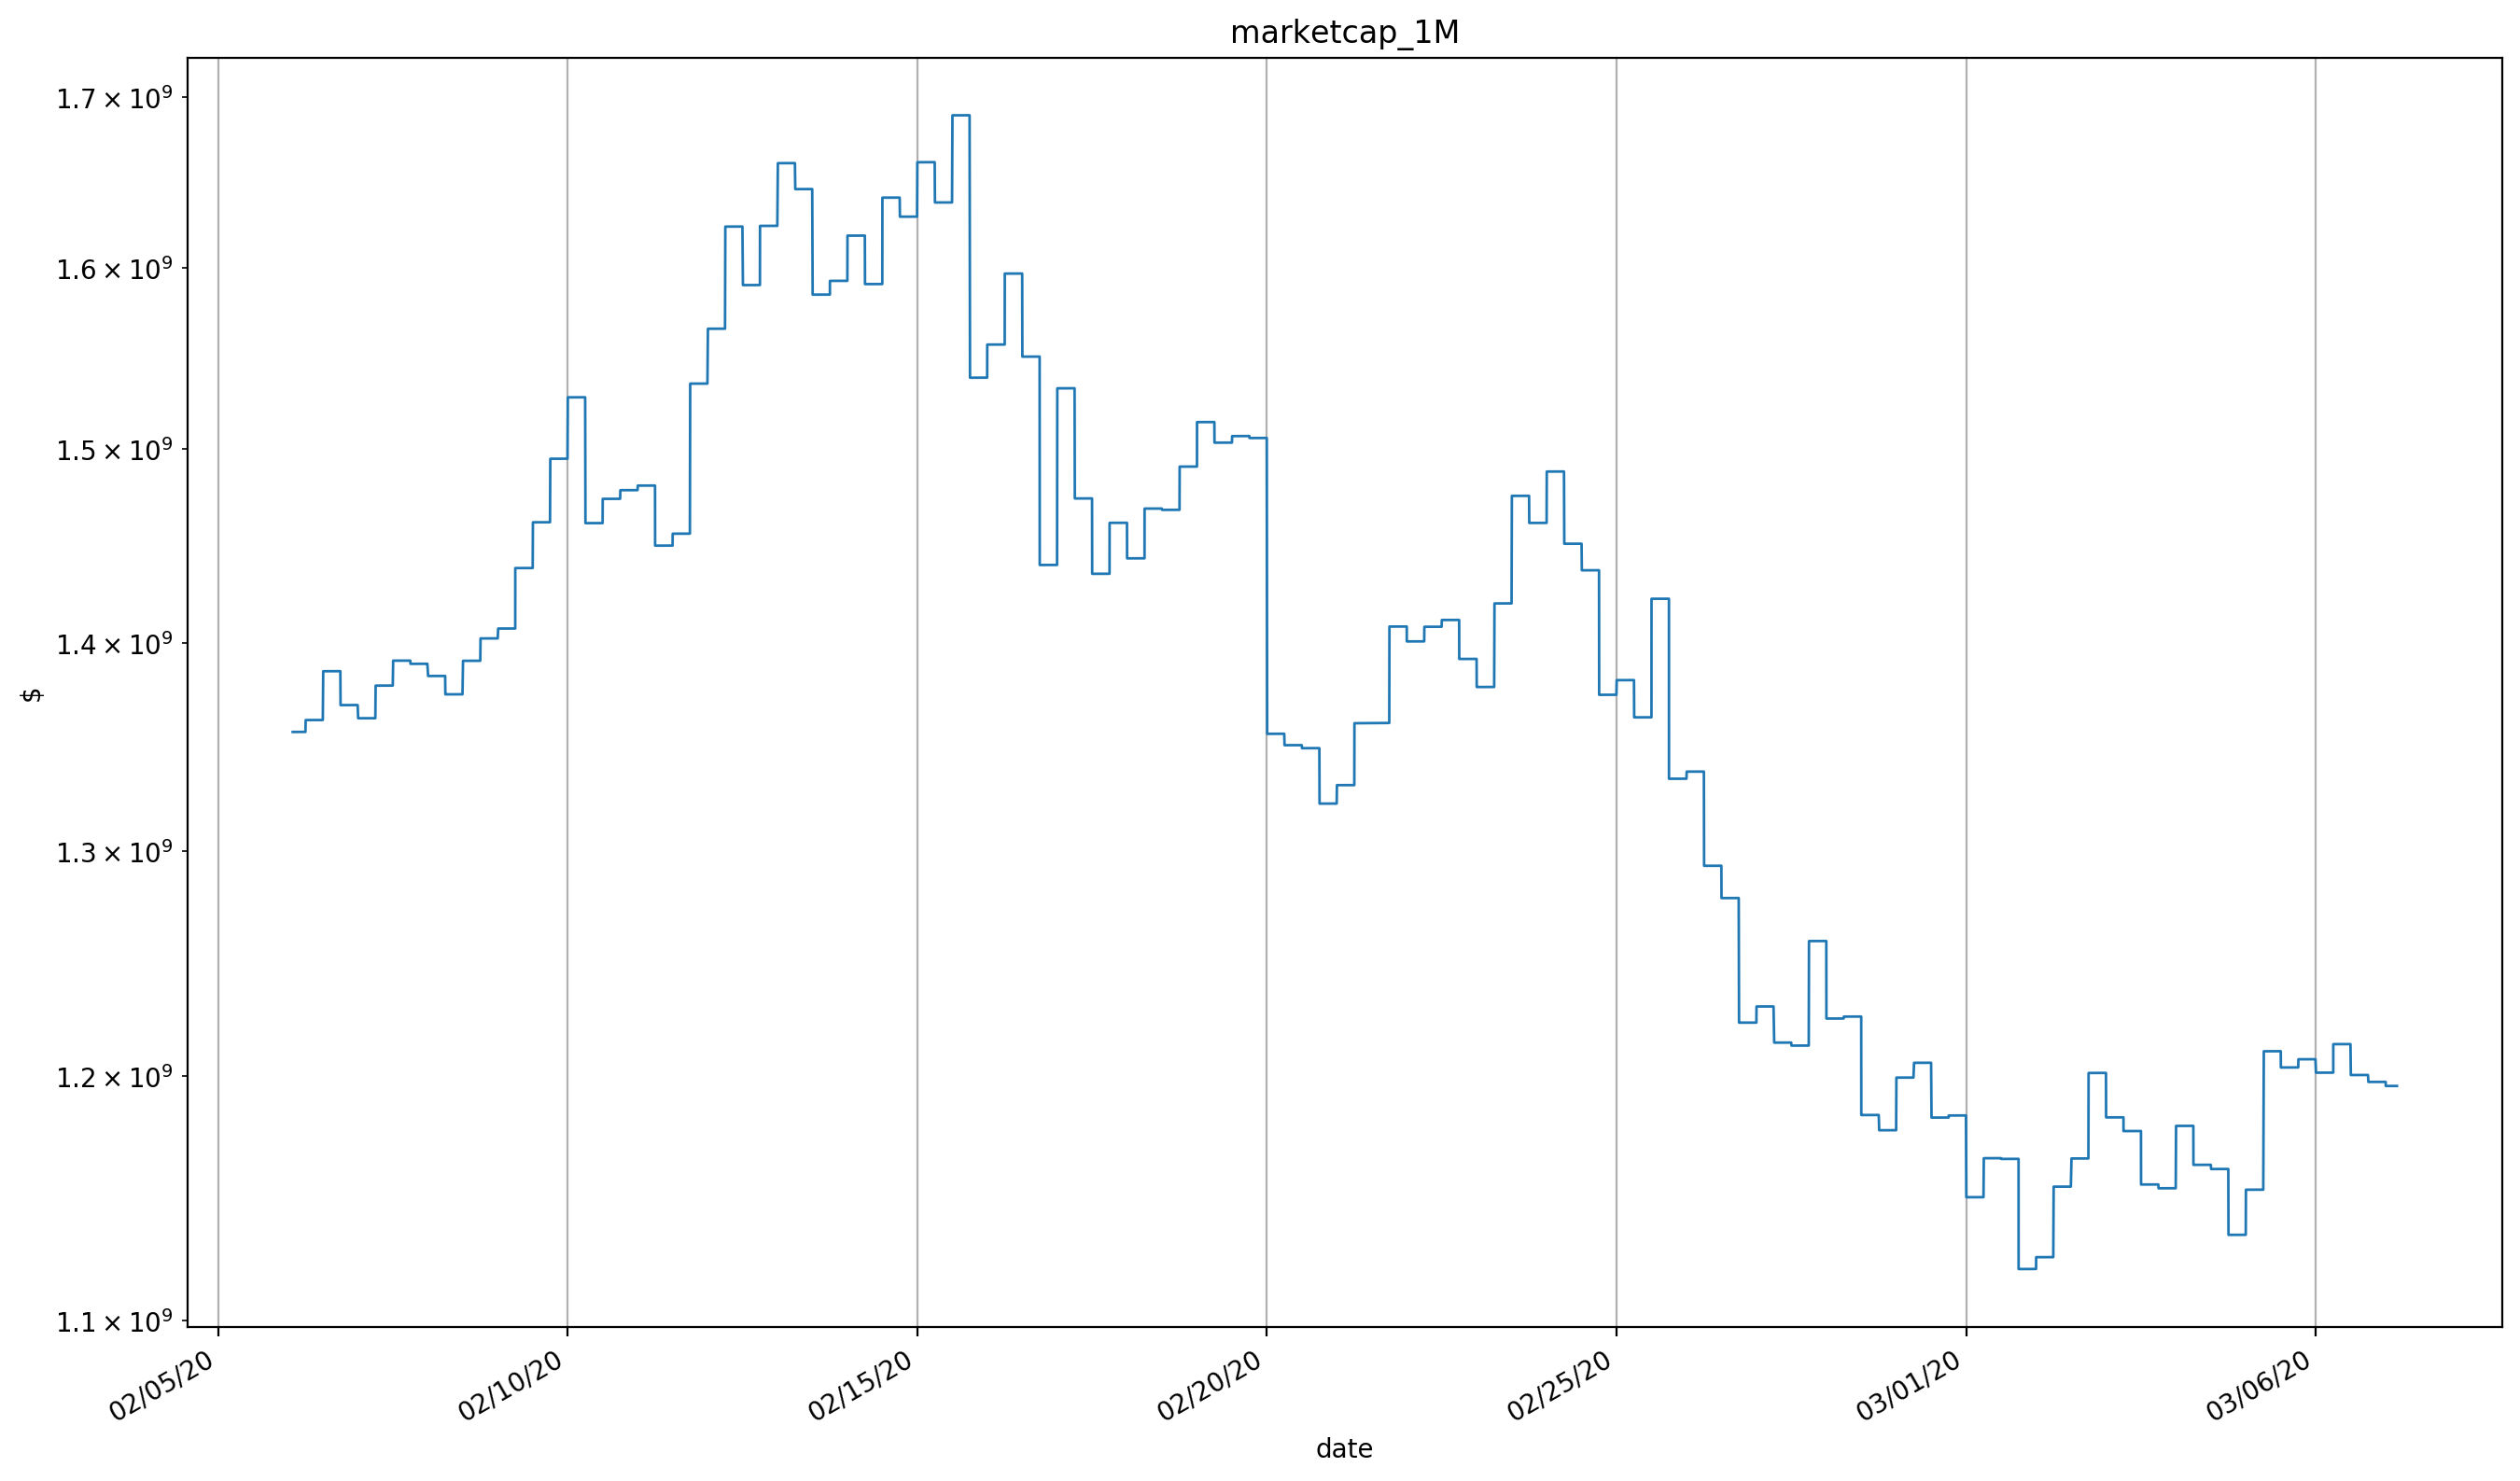 marketcap_1M
1.7 × 10⁹
1.6 × 10⁹
1.5 × 10⁹
1.4 × 10⁹
$
1.3 × 10⁹
1.2 × 10⁹
1.1 × 10⁹
02/05/20 02/10/20 02/15/20 02/20/20 02/25/20 03/01/20 03/06/20
date